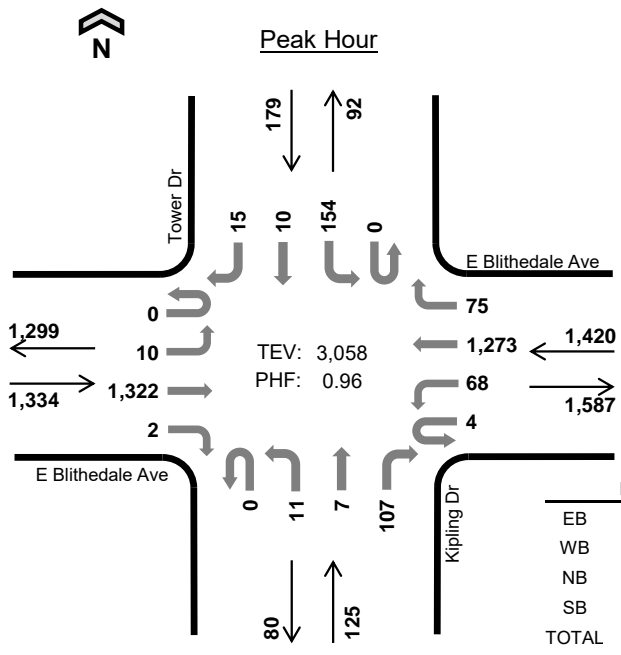 Peak Hour
N
179
92
Tower Dr
15
10
154
0
E Blithedale Ave
0
75
1,299
10
TEV: 3,058
1,273
1,420
1,334
1,322
PHF: 0.96
68
1,587
2
4
E Blithedale Ave
0
11
7
107
Kipling Dr
EB
WB
NB
SB
TOTAL
80
125